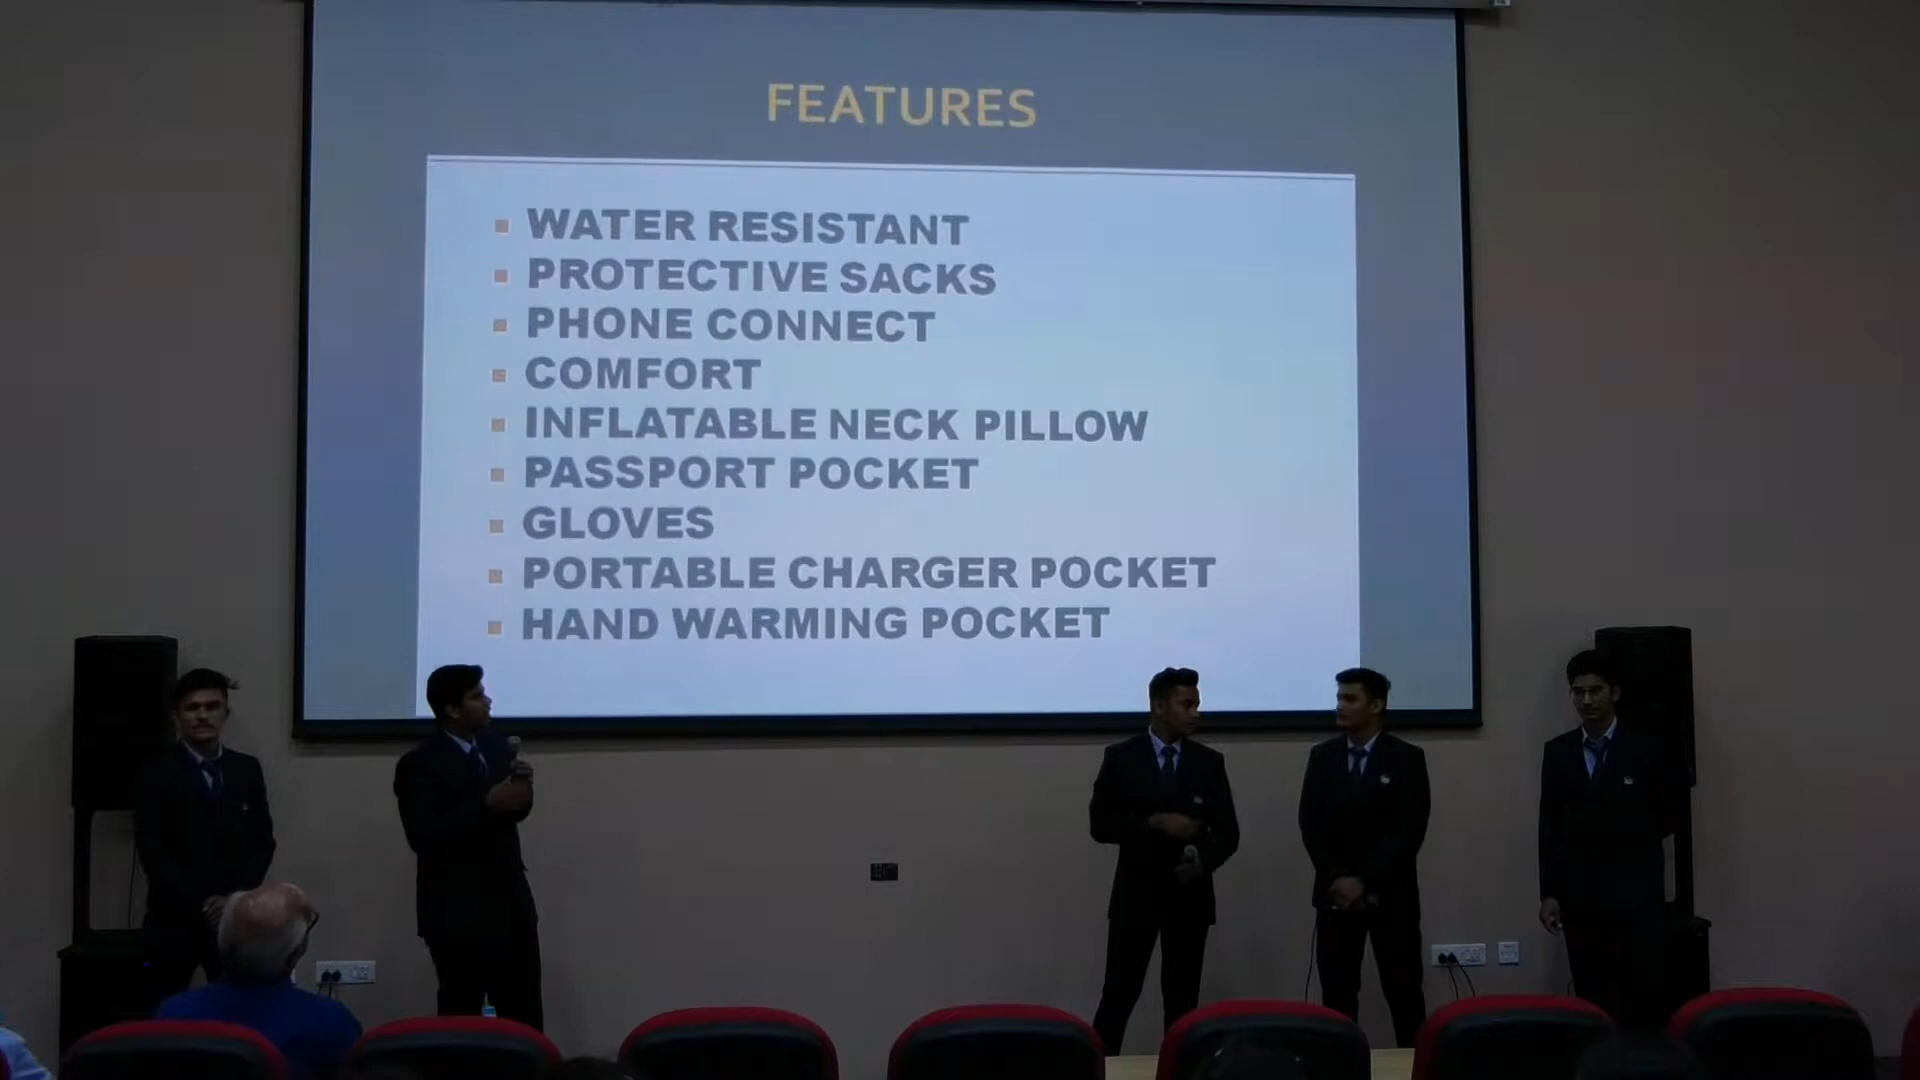 FEATURES
WATER RESISTANT
PROTECTIVE SACKS
PHONE CONNECT
COMFORT
INFLATABLE NECK PILLOW
PASSPORT POCKET
GLOVES
PORTABLE CHARGER POCKET
HAND WARMING POCKET